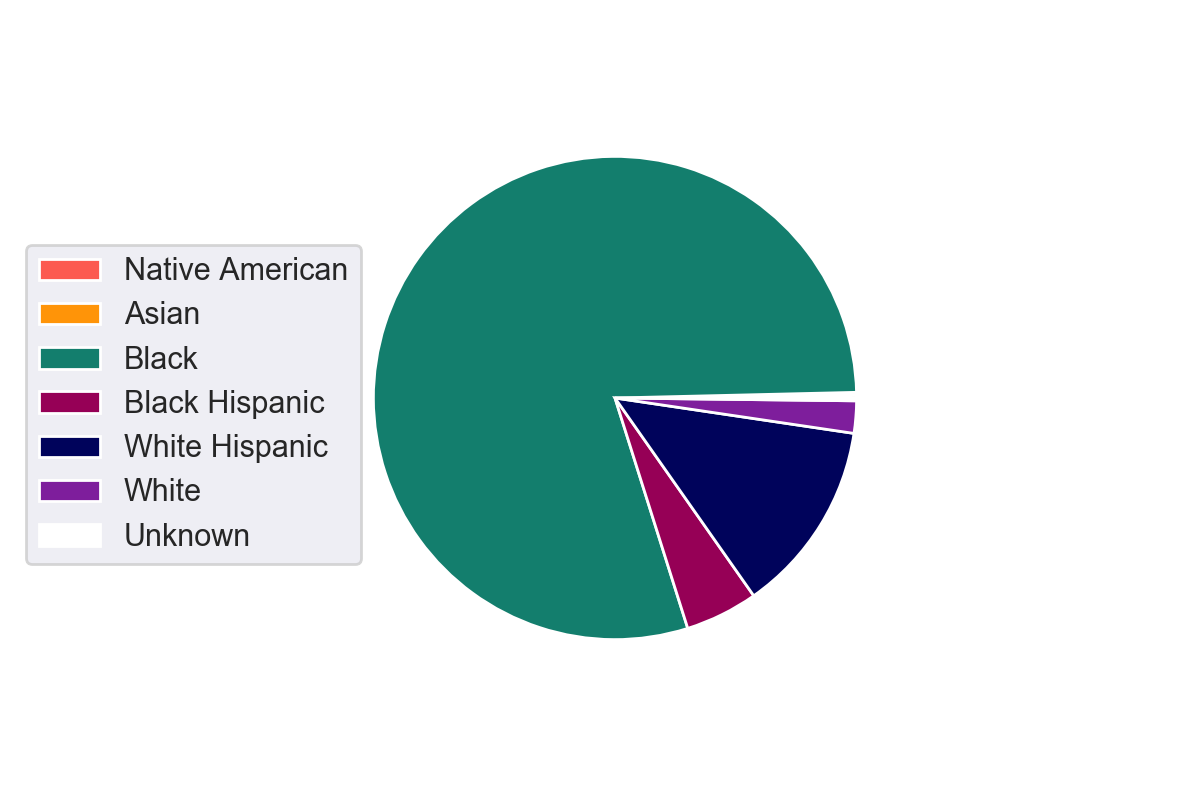 Native American
Asian
Black
Black Hispanic
White Hispanic
White
Unknown